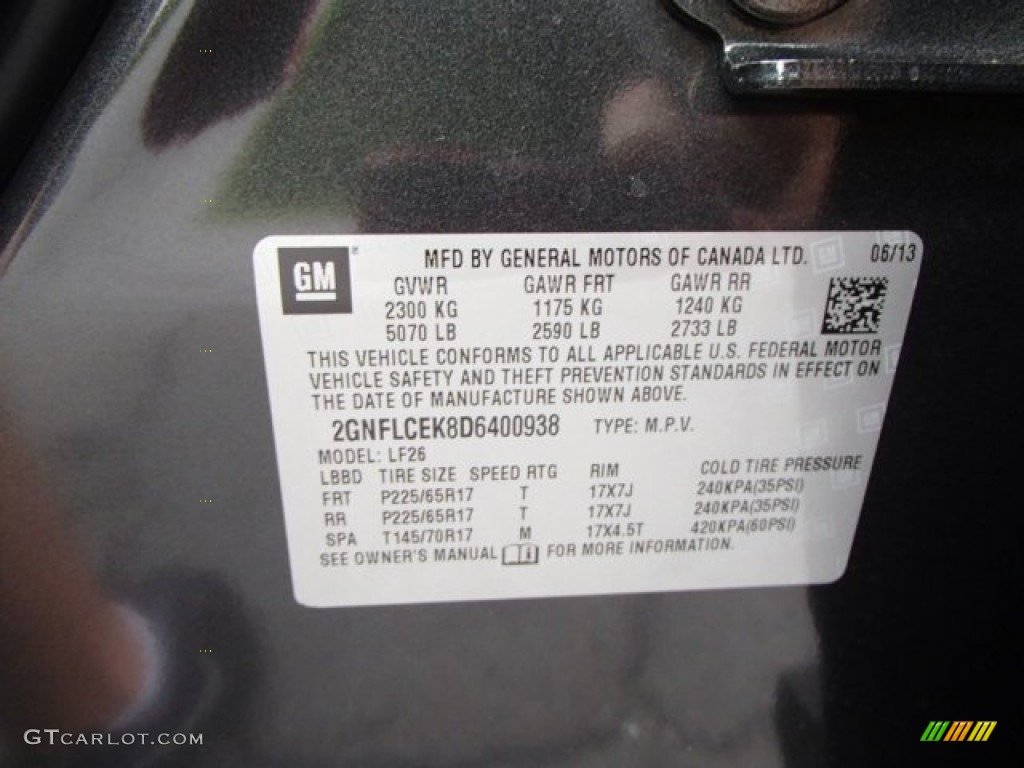 GM®
MFD BY GENERAL MOTORS OF CANADA LTD. 06/13
GVWR GAWR FRT GAWR RR
2300 KG 1175 KG 1240 KG
5070 LB 2590 LB 2733 LB
THIS VEHICLE CONFORMS TO ALL APPLICABLE U.S. FEDERAL MOTOR
VEHICLE SAFETY AND THEFT PREVENTION STANDARDS IN EFFECT ON
THE DATE OF MANUFACTURE SHOWN ABOVE.
2GNFLCEK8D6400938 TYPE: M.P.V.
MODEL: LF26
LBBD TIRE SIZE SPEED RTG RIM COLD TIRE PRESSURE
FRT P225/65R17 T 17X7J 240KPA(35PSI)
RR P225/65R17 T 17X7J 240KPA(35PSI)
SPA T145/70R17 M 17X4.5T 420KPA(60PSI)
SEE OWNER'S MANUAL i FOR MORE INFORMATION.
GTCARLOT.COM